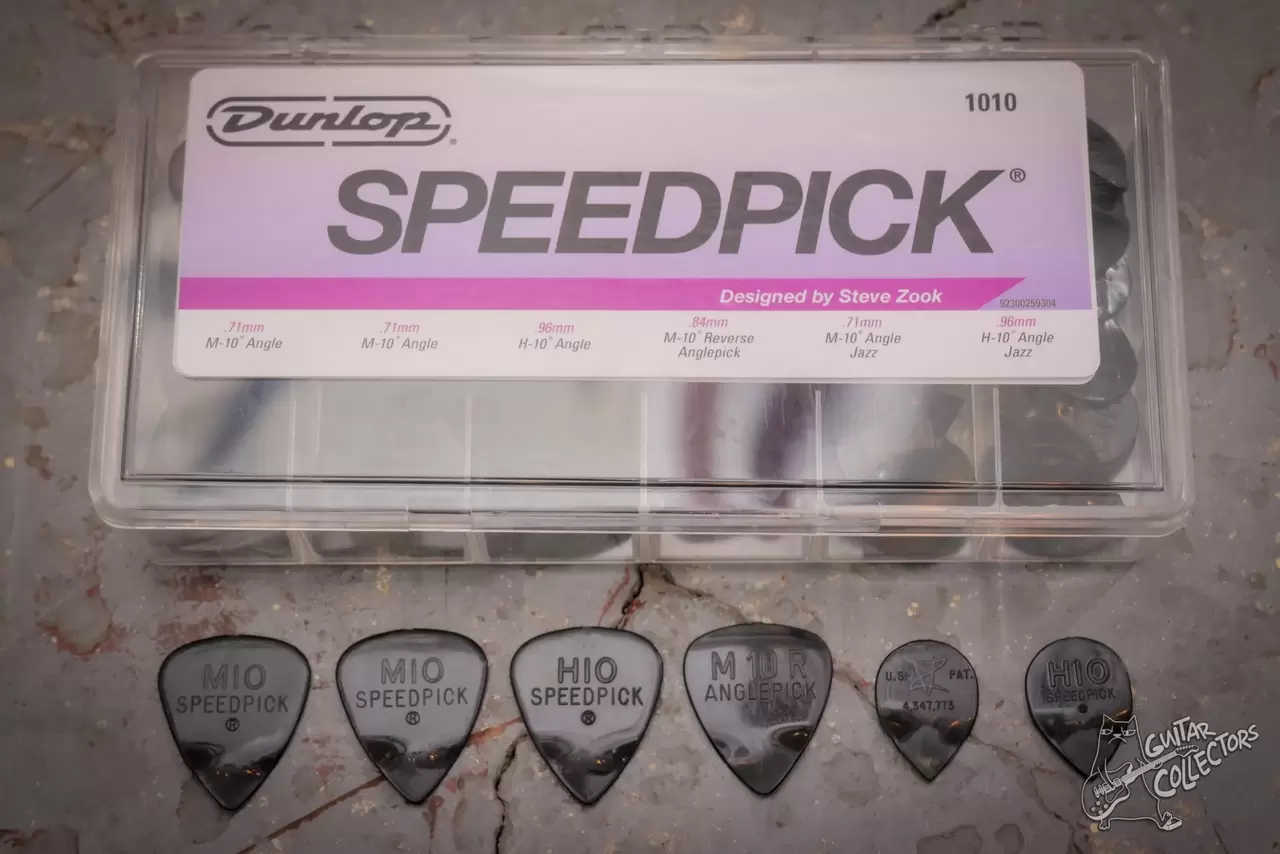 Dunlop®
1010
SPEEDPICK®
Designed by Steve Zook
92300259304
.71mm
M-10° Angle
.71mm
M-10° Angle
.96mm
H-10° Angle
.84mm
M-10° Reverse
Anglepick
.71mm
M-10° Angle
Jazz
.96mm
H-10° Angle
Jazz
M10
SPEEDPICK
®
M10
SPEEDPICK
®
H10
SPEEDPICK
®
M 10 R
ANGLEPICK
U.S. PAT.
4,347,773
H10
SPEEDPICK
GUITAR
COLLECTORS